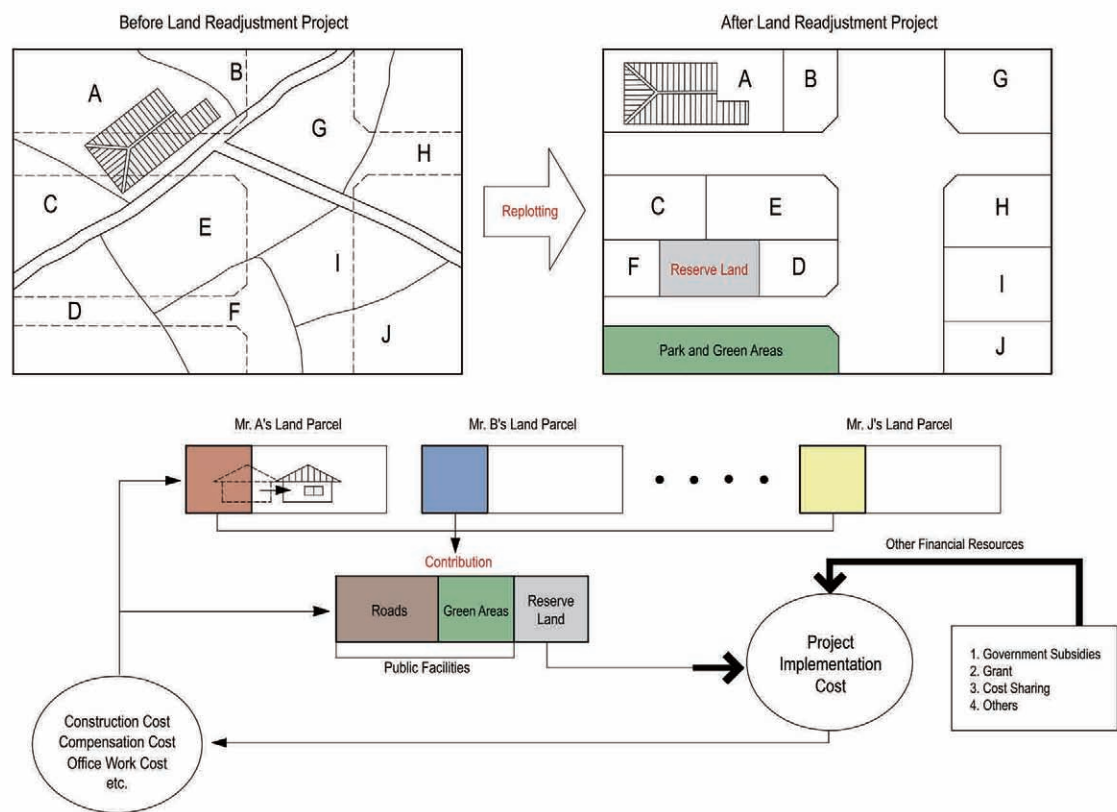 Before Land Readjustment Project
After Land Readjustment Project
A
B
G
H
C
E
I
D
F
J
Replotting
A
B
G
C
E
H
F
Reserve Land
D
I
Park and Green Areas
J
Mr. A's Land Parcel
Mr. B's Land Parcel
Mr. J's Land Parcel
Contribution
Roads
Green Areas
Reserve
Land
Public Facilities
Other Financial Resources
Project
Implementation
Cost
1. Government Subsidies
2. Grant
3. Cost Sharing
4. Others
Construction Cost
Compensation Cost
Office Work Cost
etc.